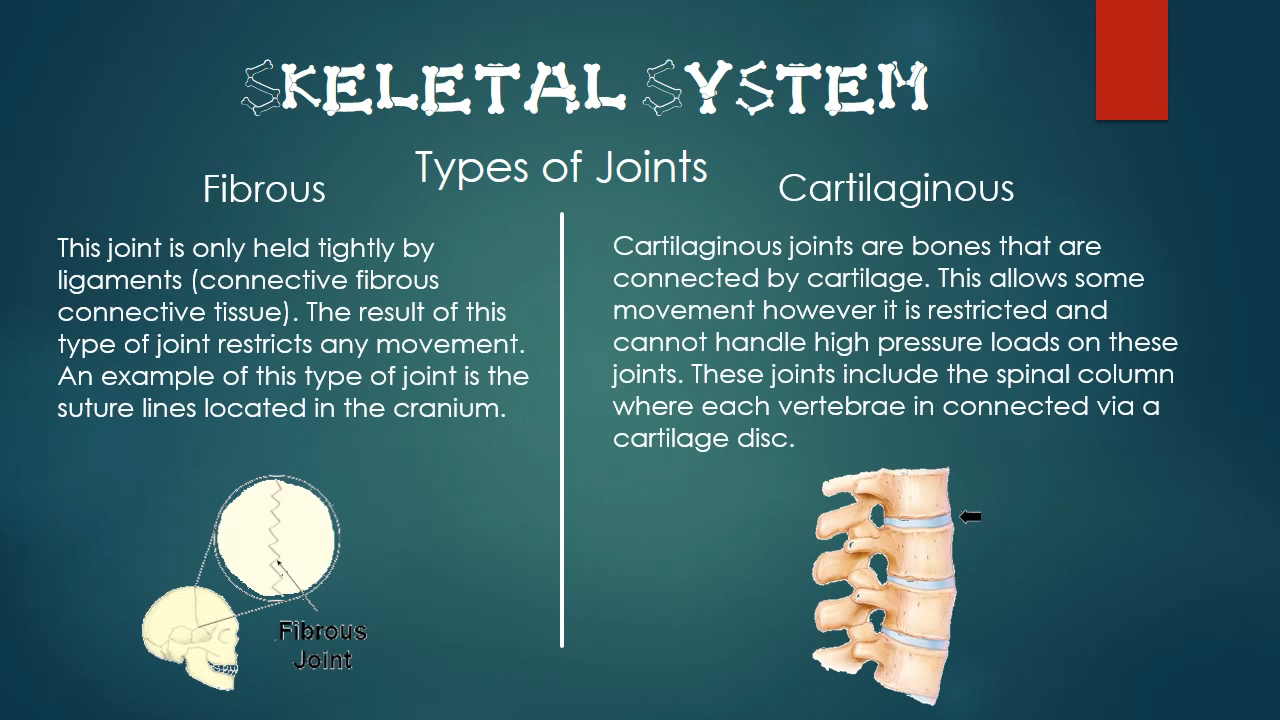 SKELETAL SYSTEM
Types of Joints
Fibrous
This joint is only held tightly by
ligaments (connective fibrous
connective tissue). The result of this
type of joint restricts any movement.
An example of this type of joint is the
suture lines located in the cranium.
Fibrous
Joint
Cartilaginous
Cartilaginous joints are bones that are
connected by cartilage. This allows some
movement however it is restricted and
cannot handle high pressure loads on these
joints. These joints include the spinal column
where each vertebrae in connected via a
cartilage disc.